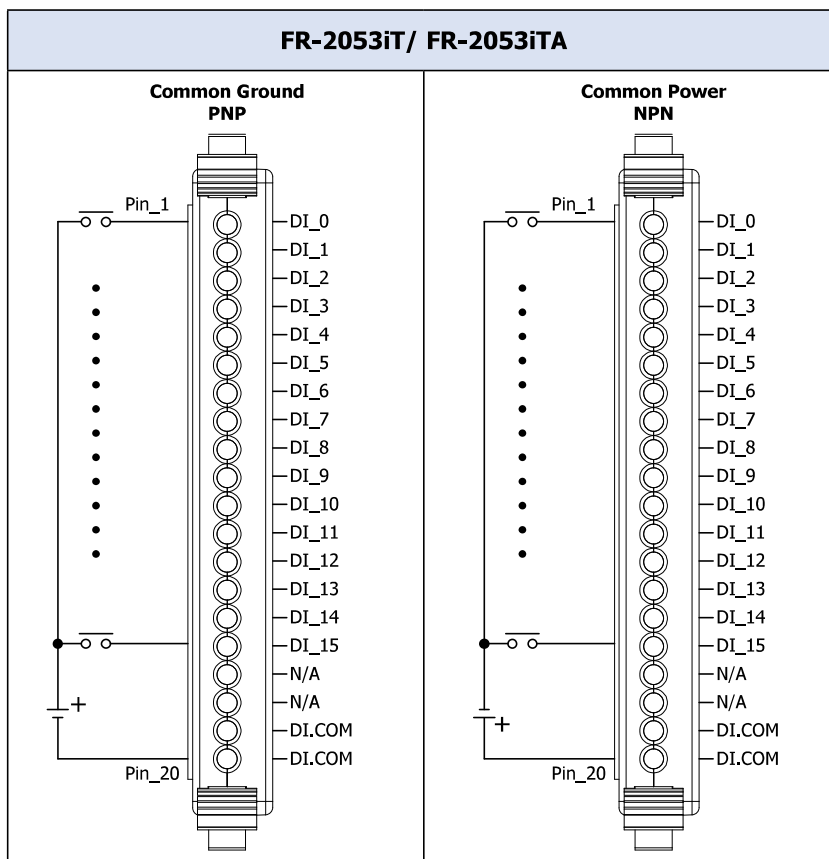 FR-2053iT/ FR-2053iTA
Common Ground
PNP
Pin_1
DI_0
DI_1
DI_2
DI_3
DI_4
DI_5
DI_6
DI_7
DI_8
DI_9
DI_10
DI_11
DI_12
DI_13
DI_14
DI_15
N/A
N/A
+
DI.COM
DI.COM
Pin_20
Common Power
NPN
Pin_1
DI_0
DI_1
DI_2
DI_3
DI_4
DI_5
DI_6
DI_7
DI_8
DI_9
DI_10
DI_11
DI_12
DI_13
DI_14
DI_15
N/A
N/A
+
DI.COM
DI.COM
Pin_20